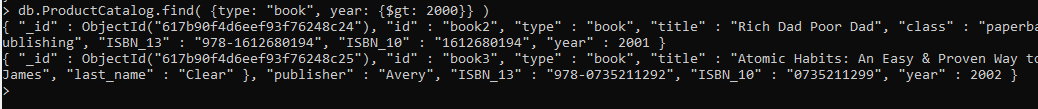 > db.ProductCatalog.find( {type: "book", year: {$gt: 2000}} )
{ "_id" : ObjectId("617b90f4d6eef93f76248c24"), "id" : "book2", "type" : "book", "title" : "Rich Dad Poor Dad", "class" : "paperba
ublishing", "ISBN_13" : "978-1612680194", "ISBN_10" : "1612680194", "year" : 2001 }
{ "_id" : ObjectId("617b90f4d6eef93f76248c25"), "id" : "book3", "type" : "book", "title" : "Atomic Habits: An Easy & Proven Way to
James", "last_name" : "Clear" }, "publisher" : "Avery", "ISBN_13" : "978-0735211292", "ISBN_10" : "0735211299", "year" : 2002 }
>